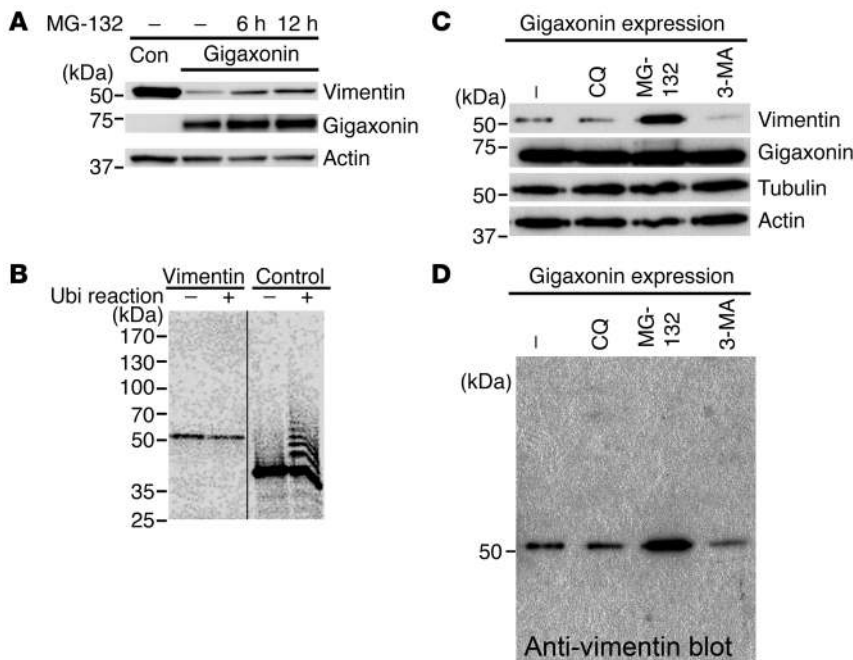 A
MG-132 – – 6 h 12 h
Con Gigaxonin
(kDa)
50 Vimentin
75 Gigaxonin
37 Actin
B
Vimentin Control
Ubi reaction – + – +
(kDa)
170
130
100
70
50
35
25
C
Gigaxonin expression
– CQ MG-132 3-MA
(kDa)
50 Vimentin
75 Gigaxonin
50 Tubulin
37 Actin
D
Gigaxonin expression
– CQ MG-132 3-MA
(kDa)
50
Anti-vimentin blot